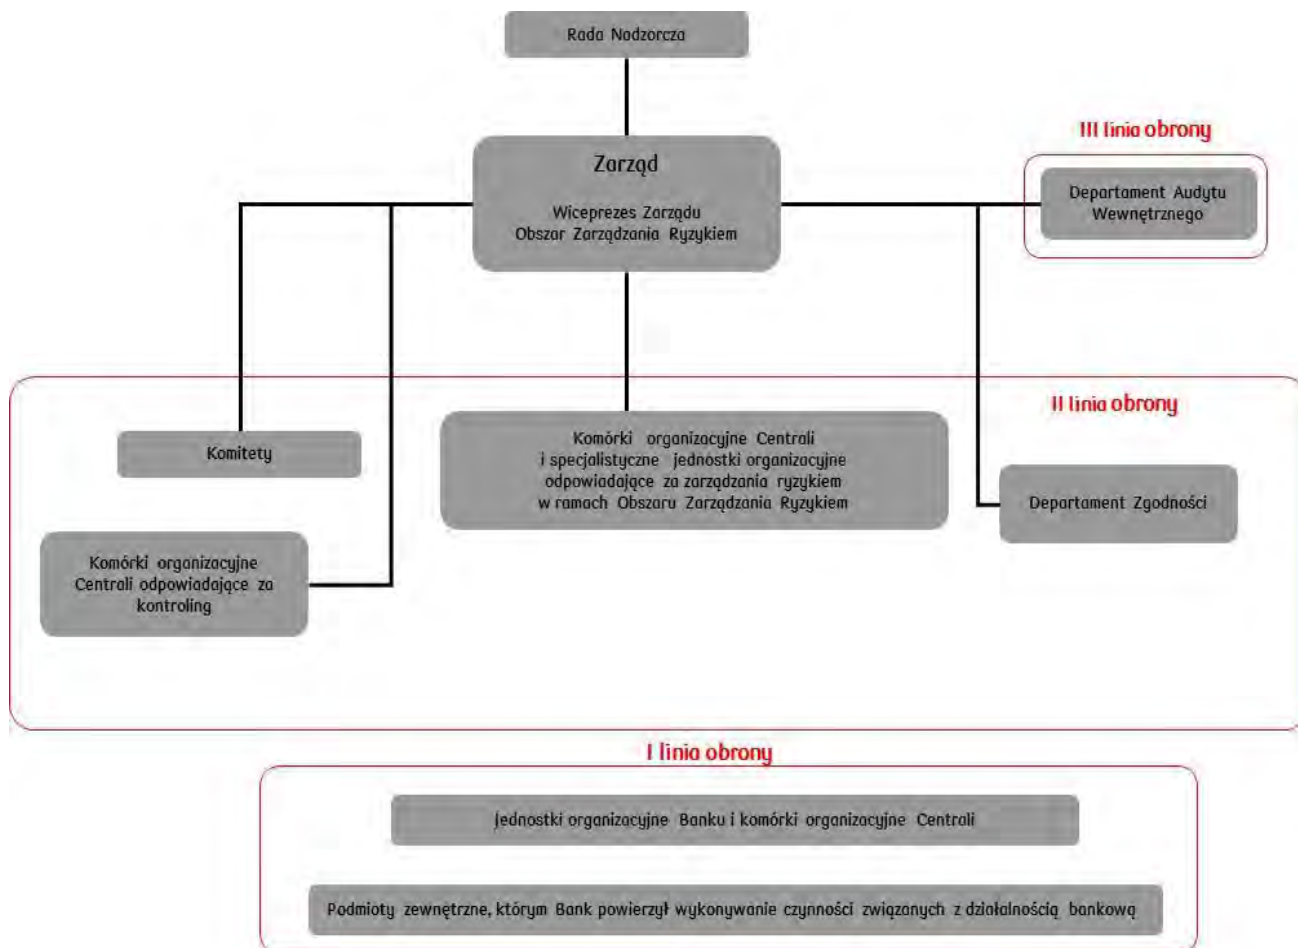 Rada Nadzorcza
Zarząd
Wiceprezes Zarządu
Obszar Zarządzania Ryzykiem
III linia obrony
Departament Audytu
Wewnętrznego
II linia obrony
Komitety
Komórki organizacyjne Centrali
i specjalistyczne jednostki organizacyjne
odpowiadające za zarządzania ryzykiem
w ramach Obszaru Zarządzania Ryzykiem
Departament Zgodności
Komórki organizacyjne
Centrali odpowiadające za
kontroling
I linia obrony
Jednostki organizacyjne Banku i komórki organizacyjne Centrali
Podmioty zewnętrzne, którym Bank powierzył wykonywanie czynności związanych z działalnością bankową